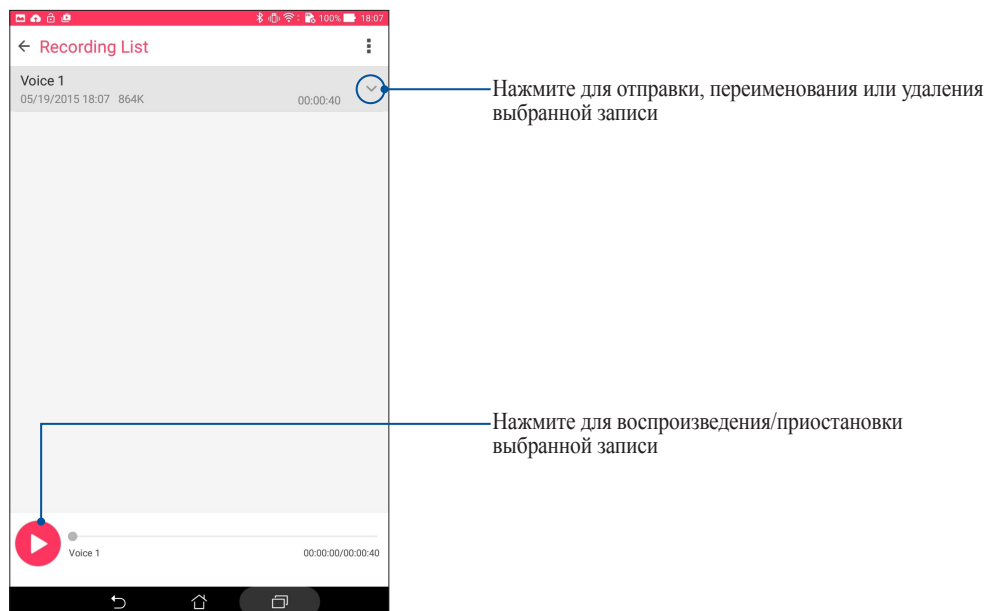 100% 18:07
Recording List
Voice 1
05/19/2015 18:07 864K 00:00:40
Нажмите для отправки, переименования или удаления
выбранной записи
Нажмите для воспроизведения/приостановки
выбранной записи
Voice 1 00:00:00/00:00:40